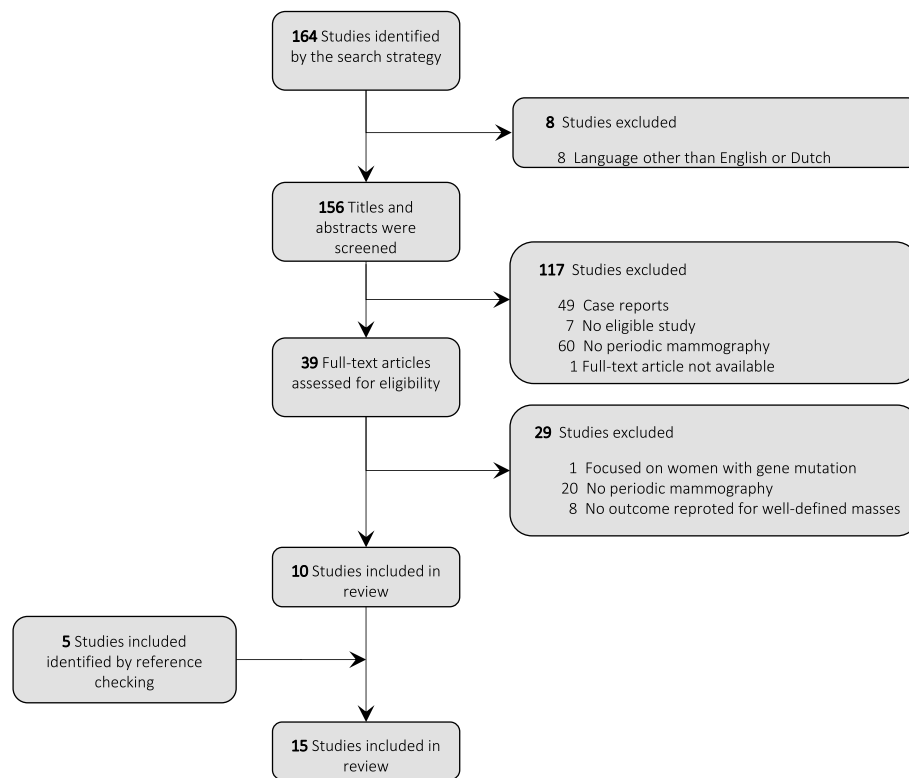 164 Studies identified
by the search strategy
8 Studies excluded
8 Language other than English or Dutch
156 Titles and
abstracts were
screened
117 Studies excluded
49 Case reports
7 No eligible study
60 No periodic mammography
1 Full-text article not available
39 Full-text articles
assessed for eligibility
29 Studies excluded
1 Focused on women with gene mutation
20 No periodic mammography
8 No outcome reproted for well-defined masses
10 Studies included in
review
5 Studies included
identified by reference
checking
15 Studies included in
review